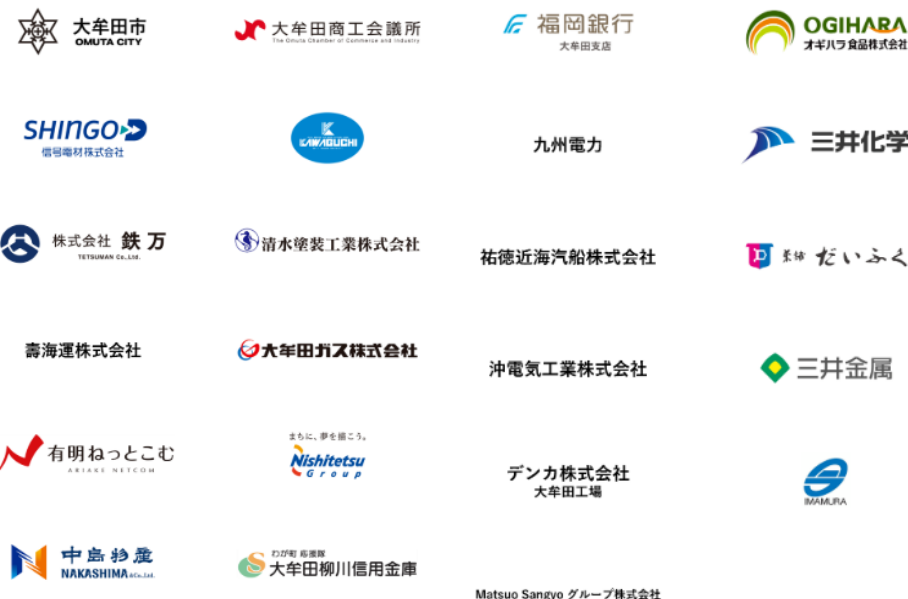 大牟田市
OMUTA CITY
大牟田商工会議所
The Omuta Chamber of Commerce and Industry
福岡銀行
大牟田支店
OGIHARA
オギハラ食品株式会社
SHINGO
信号電材株式会社
K
KAWAGUCHI
九州電力
三井化学
株式会社 鉄万
TETSUMAN Co.,Ltd.
清水塗装工業株式会社
祐徳近海汽船株式会社
だいふく
壽海運株式会社
大牟田ガス株式会社
沖電気工業株式会社
三井金属
有明ねっとこむ
ARIAKE NETCOM
まちに、夢を描こう。
Nishitetsu
Group
デンカ株式会社
大牟田工場
IMAMURA
中島物産
NAKASHIMA & Co.,Ltd.
わが町 応援隊
大牟田柳川信用金庫
Matsuo Sangyo グループ株式会社